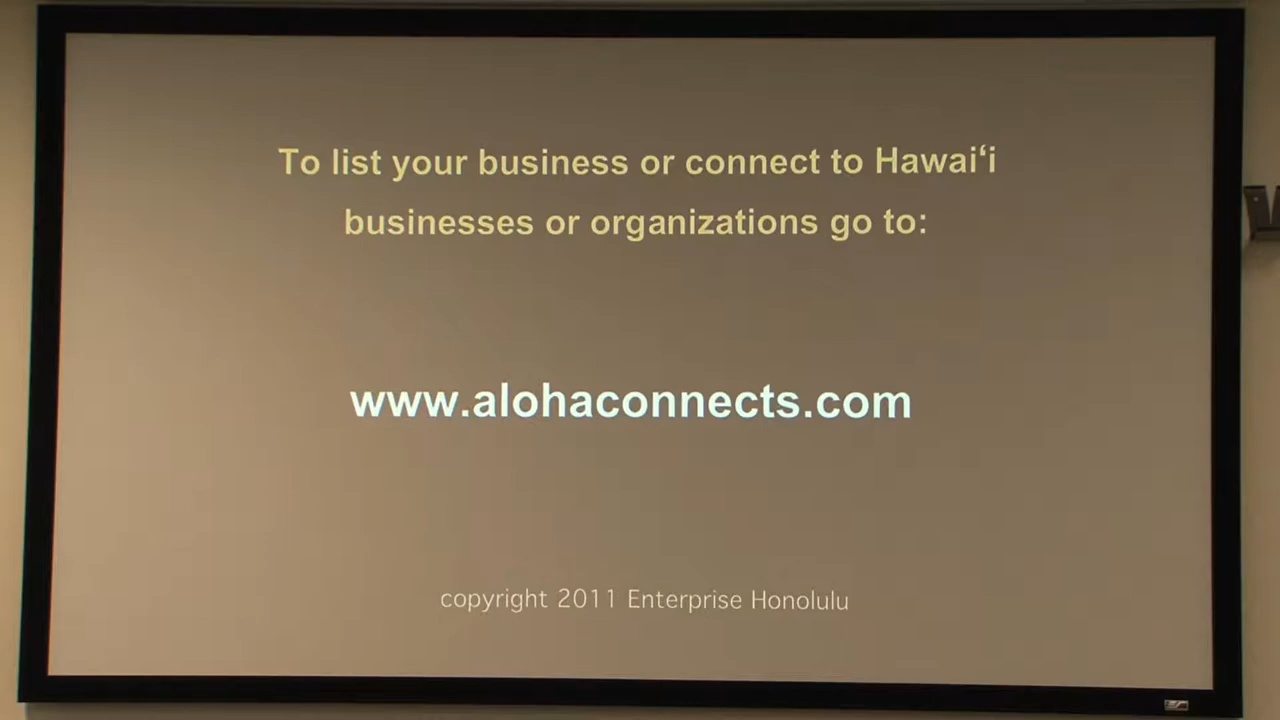 To list your business or connect to Hawaiʻi
businesses or organizations go to:
www.alohaconnects.com
copyright 2011 Enterprise Honolulu